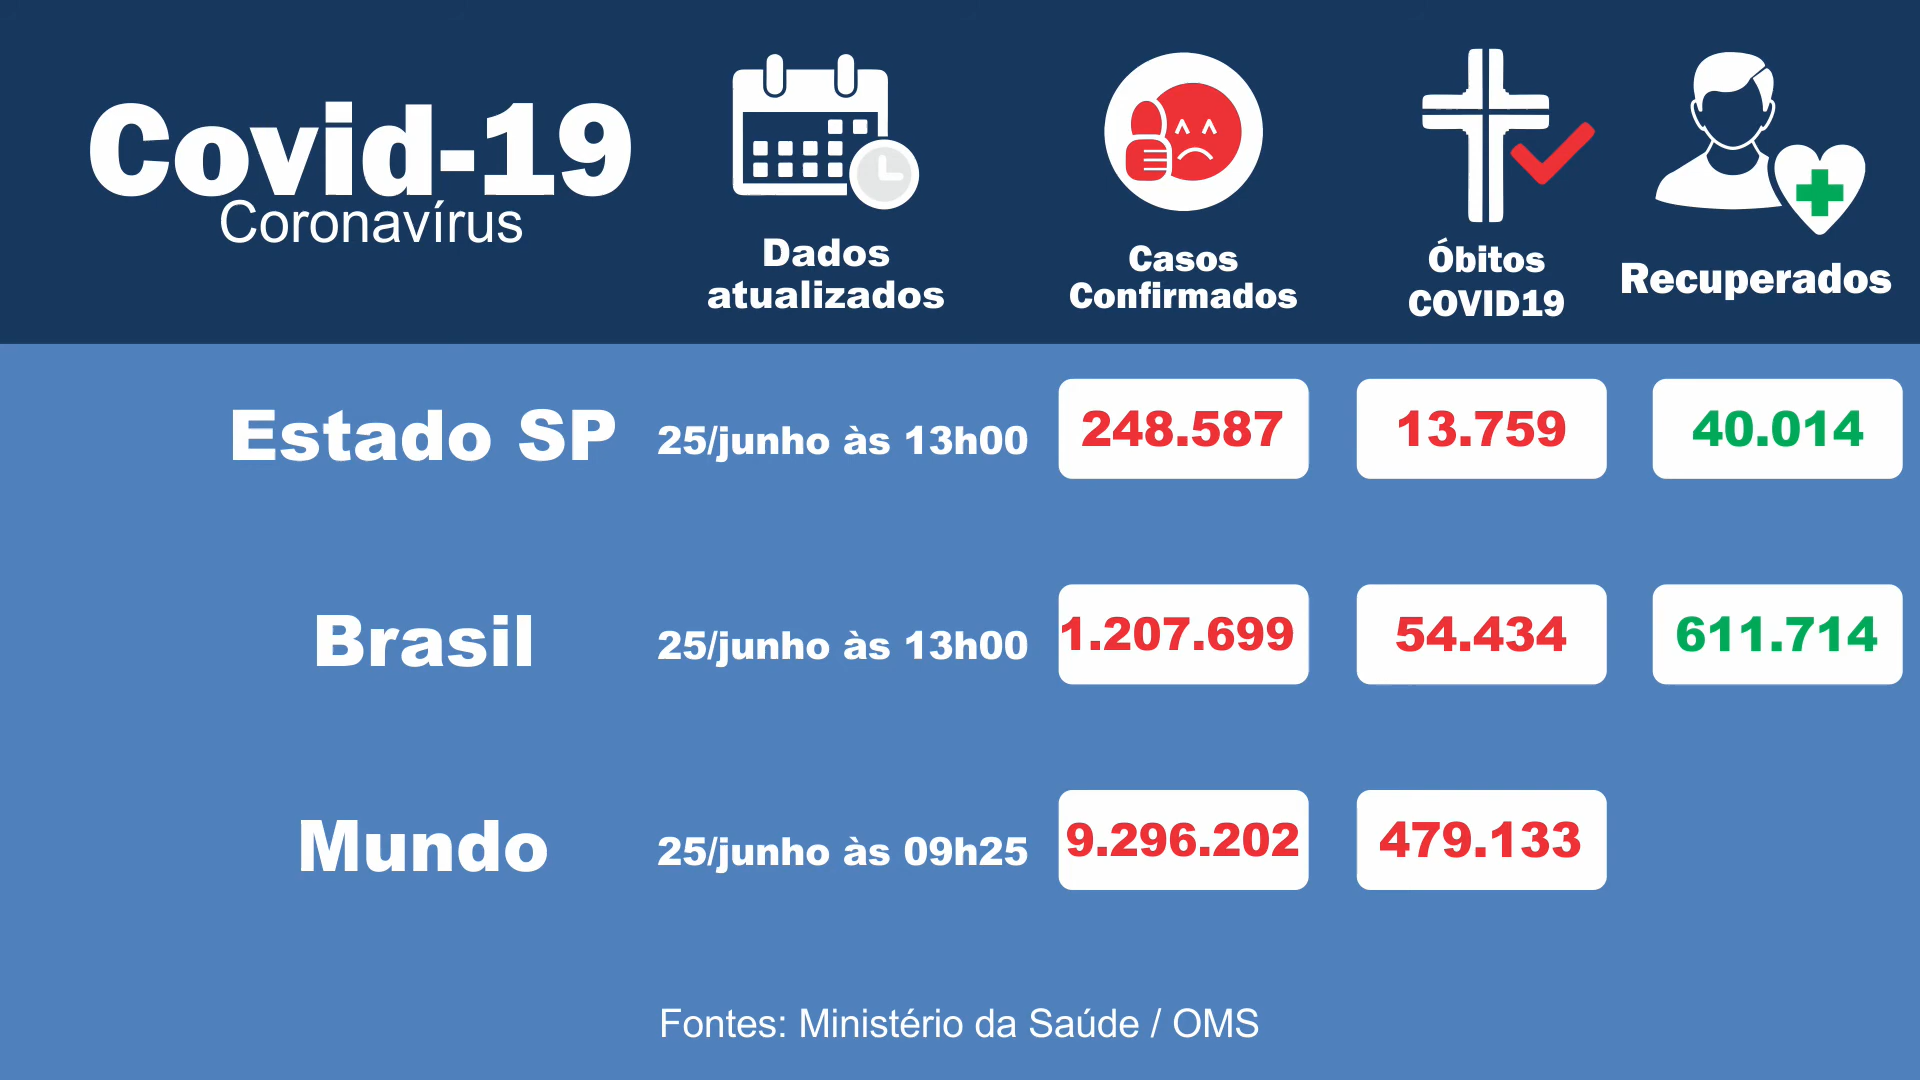 Covid-19
Coronavírus
Dados
atualizados
Casos
Confirmados
Óbitos
COVID19
Recuperados
Estado SP 25/junho às 13h00 248.587 13.759 40.014
Brasil 25/junho às 13h00 1.207.699 54.434 611.714
Mundo 25/junho às 09h25 9.296.202 479.133
Fontes: Ministério da Saúde / OMS